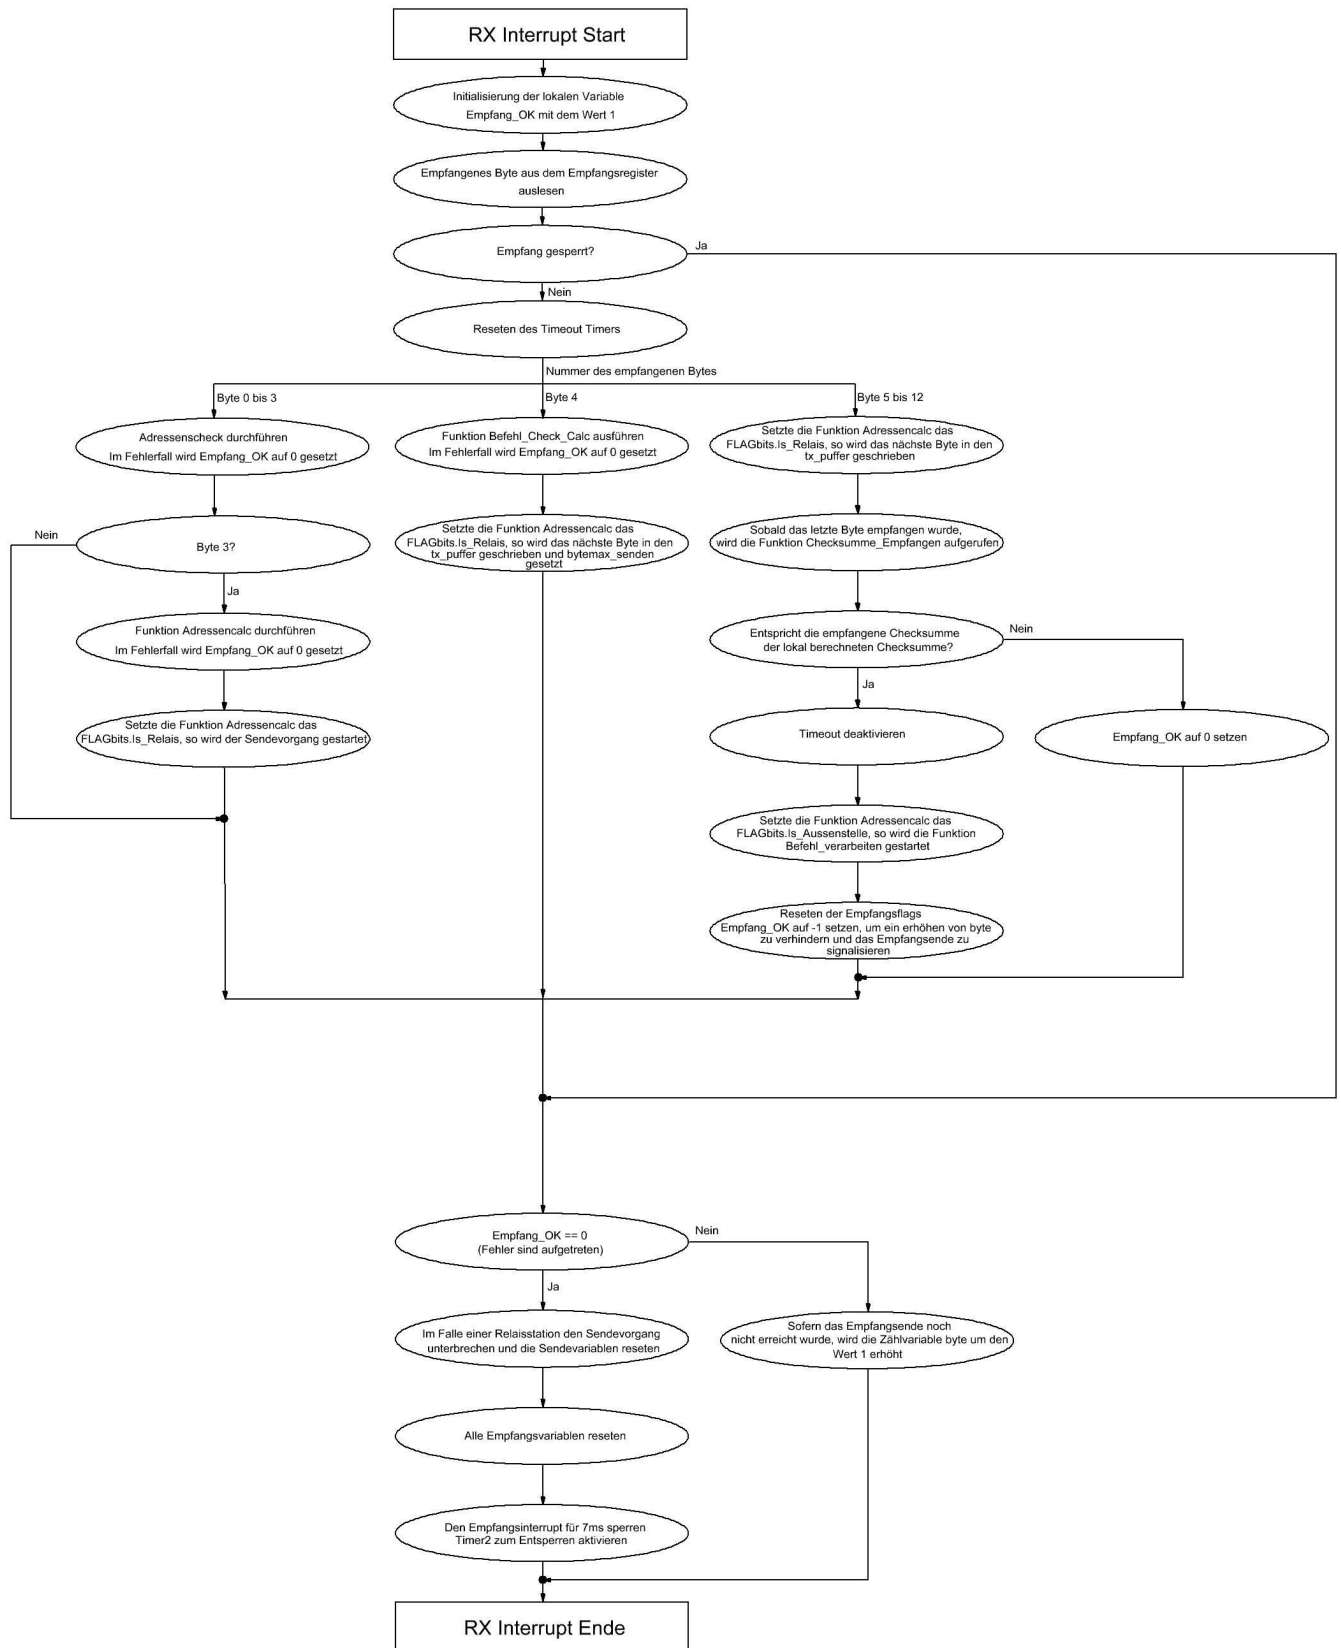 RX Interrupt Start
Initialisierung der lokalen Variable
Empfang_OK mit dem Wert 1
Empfangenes Byte aus dem Empfangsregister
auslesen
Empfang gesperrt?
Ja
Nein
Reseten des Timeout Timers
Nummer des empfangenen Bytes
Byte 0 bis 3
Byte 4
Byte 5 bis 12
Adressenscheck durchführen
Im Fehlerfall wird Empfang_OK auf 0 gesetzt
Funktion Befehl_Check_Calc ausführen
Im Fehlerfall wird Empfang_OK auf 0 gesetzt
Setzte die Funktion Adressencalc das
FLAGbits.Is_Relais, so wird das nächste Byte in den
tx_puffer geschrieben
Nein
Byte 3?
Ja
Setzte die Funktion Adressencalc das
FLAGbits.Is_Relais, so wird das nächste Byte in den
tx_puffer geschrieben und bytemax_senden
gesetzt
Sobald das letzte Byte empfangen wurde,
wird die Funktion Checksumme_Empfangen aufgerufen
Funktion Adressencalc durchführen
Im Fehlerfall wird Empfang_OK auf 0 gesetzt
Entspricht die empfangene Checksumme
der lokal berechneten Checksumme?
Nein
Ja
Setzte die Funktion Adressencalc das
FLAGbits.Is_Relais, so wird der Sendevorgang gestartet
Timeout deaktivieren
Empfang_OK auf 0 setzen
Setzte die Funktion Adressencalc das
FLAGbits.Is_Aussenstelle, so wird die Funktion
Befehl_verarbeiten gestartet
Reseten der Empfangsflags
Empfang_OK auf -1 setzen, um ein erhöhen von byte
zu verhindern und das Empfangsende zu
signalisieren
Empfang_OK == 0
(Fehler sind aufgetreten)
Nein
Ja
Im Falle einer Relaisstation den Sendevorgang
unterbrechen und die Sendevariablen reseten
Sofern das Empfangsende noch
nicht erreicht wurde, wird die Zählvariable byte um den
Wert 1 erhöht
Alle Empfangsvariablen reseten
Den Empfangsinterrupt für 7ms sperren
Timer2 zum Entsperren aktivieren
RX Interrupt Ende